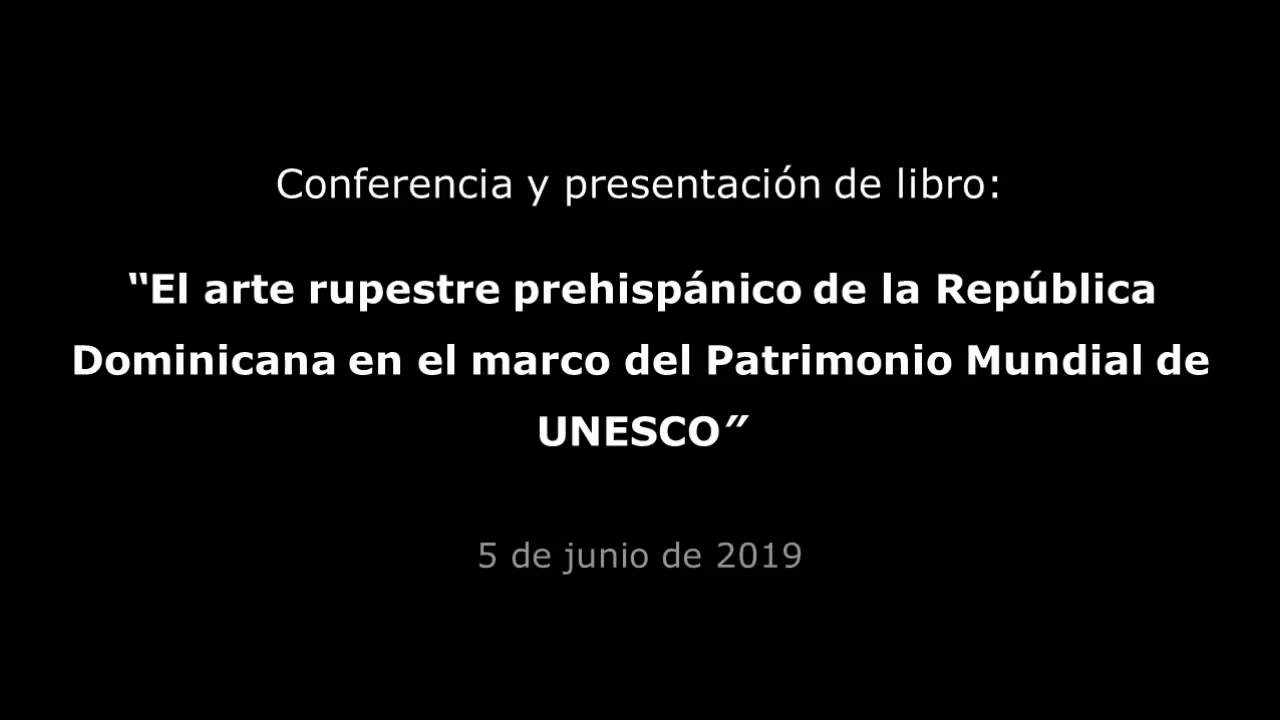 Conferencia y presentación de libro:
“El arte rupestre prehispánico de la República
Dominicana en el marco del Patrimonio Mundial de
UNESCO”
5 de junio de 2019